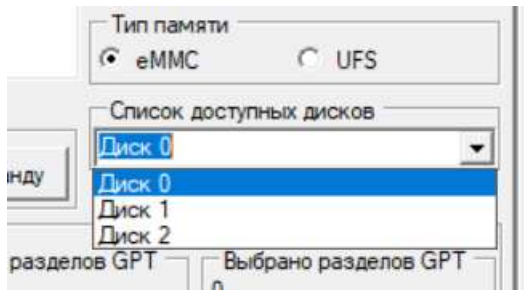 Тип памяти
eMMC UFS
Список доступных дисков
Диск 0
Диск 0
нду
Диск 1
Диск 2
разделов GPT Выбрано разделов GPT